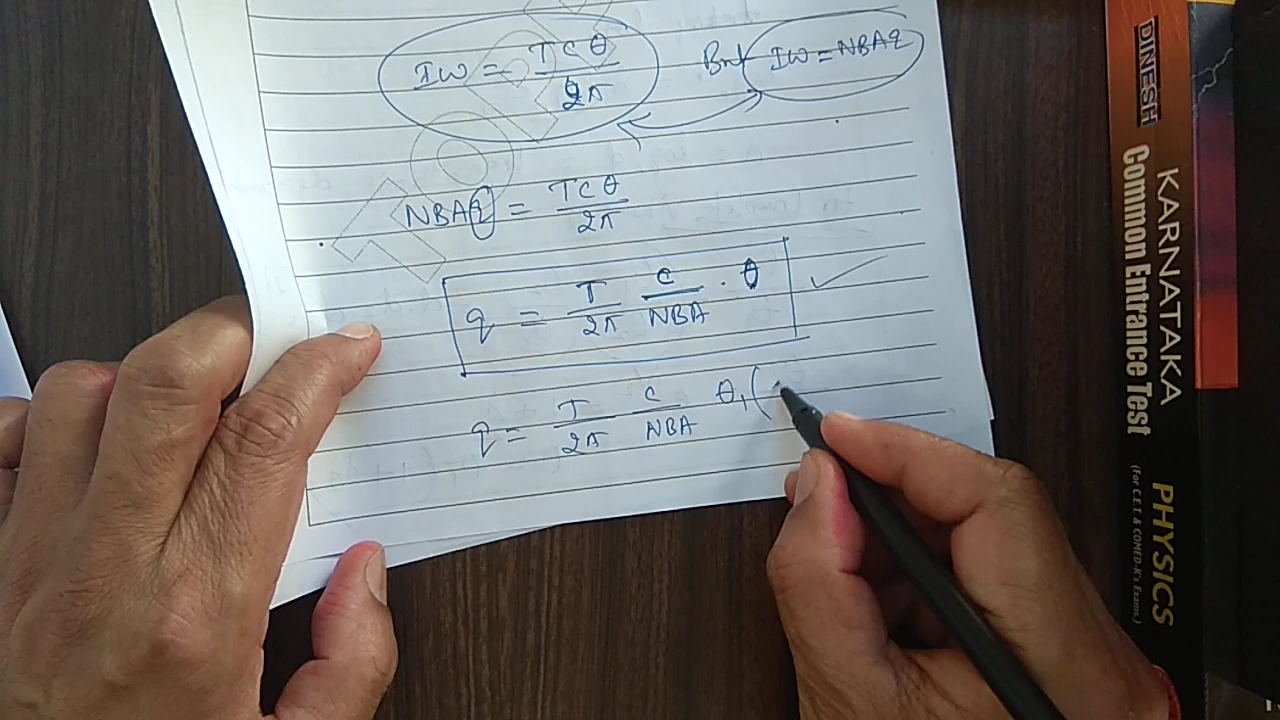 Iω = TCθ / 2π But Iω = NBAq
NBAq = TCθ / 2π
q = T / 2π C / NBA . θ ✓
q = T / 2π C / NBA θ₁ (
DINESH
KARNATAKA
Common Entrance Test
PHYSICS
(For C.E.T. & COMED-K's Exams.)